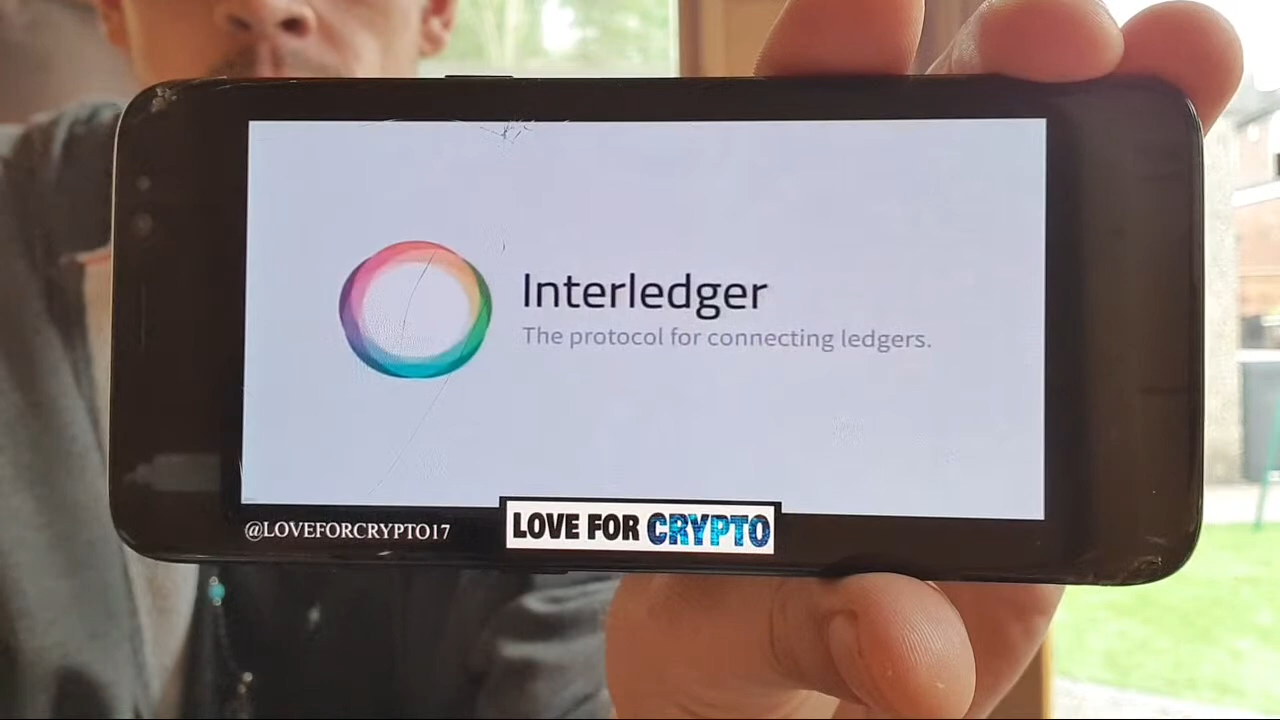 Interledger
The protocol for connecting ledgers.
@LOVEFORCRYPTO17
LOVE FOR CRYPTO